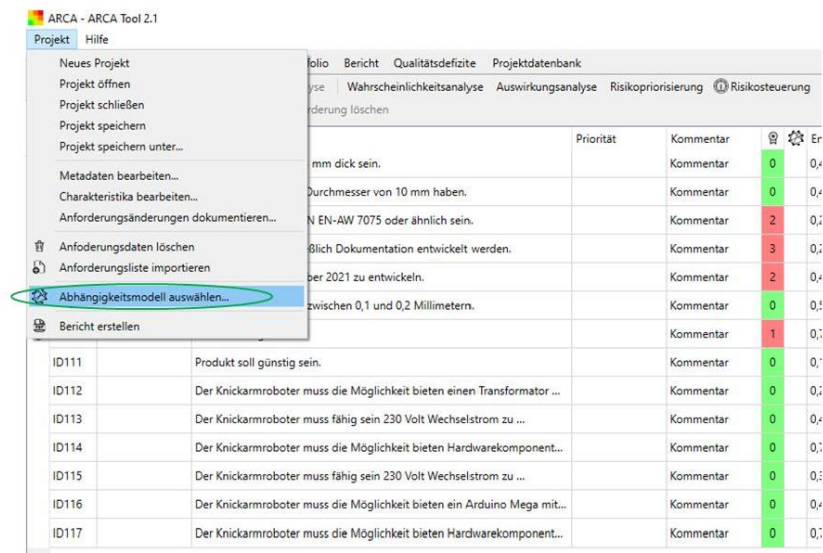 ARCA - ARCA Tool 2.1
Projekt Hilfe
folio Bericht Qualitätsdefizite Projektdatenbank
yse Wahrscheinlichkeitsanalyse Auswirkungsanalyse Risikopriorisierung Risikosteuerung
rderung löschen
Neues Projekt
Projekt öffnen
Projekt schließen
Projekt speichern
Projekt speichern unter...
Metadaten bearbeiten...
Charakteristika bearbeiten...
Anforderungsänderungen dokumentieren...
Anfoderungsdaten löschen
Anforderungsliste importieren
Abhängigkeitsmodell auswählen...
Bericht erstellen
Priorität Kommentar Er
mm dick sein. Kommentar 0
Durchmesser von 10 mm haben. Kommentar 0
N EN-AW 7075 oder ähnlich sein. Kommentar 2
eßlich Dokumentation entwickelt werden. Kommentar 3
ber 2021 zu entwickeln. Kommentar 2
zwischen 0,1 und 0,2 Millimetern. Kommentar 0
Kommentar 1
ID111 Produkt soll günstig sein. Kommentar 0
ID112 Der Knickarmroboter muss die Möglichkeit bieten einen Transformator ... Kommentar 0
ID113 Der Knickarmroboter muss fähig sein 230 Volt Wechselstrom zu ... Kommentar 0
ID114 Der Knickarmroboter muss die Möglichkeit bieten Hardwarekomponent... Kommentar 0
ID115 Der Knickarmroboter muss fähig sein 230 Volt Wechselstrom zu ... Kommentar 0
ID116 Der Knickarmroboter muss die Möglichkeit bieten ein Arduino Mega mit... Kommentar 0
ID117 Der Knickarmroboter muss die Möglichkeit bieten Hardwarekomponent... Kommentar 0